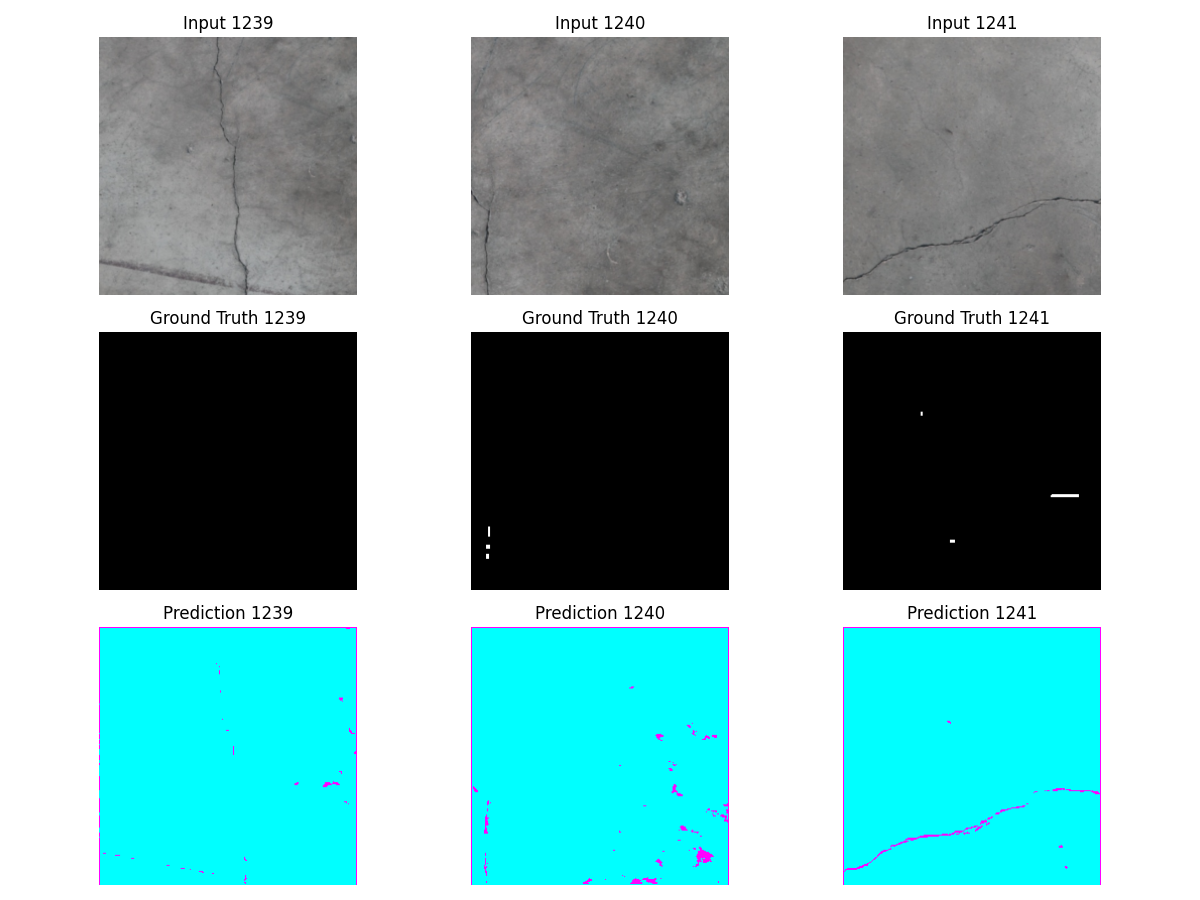 Input 1239
Input 1240
Input 1241
Ground Truth 1239
Ground Truth 1240
Ground Truth 1241
Prediction 1239
Prediction 1240
Prediction 1241